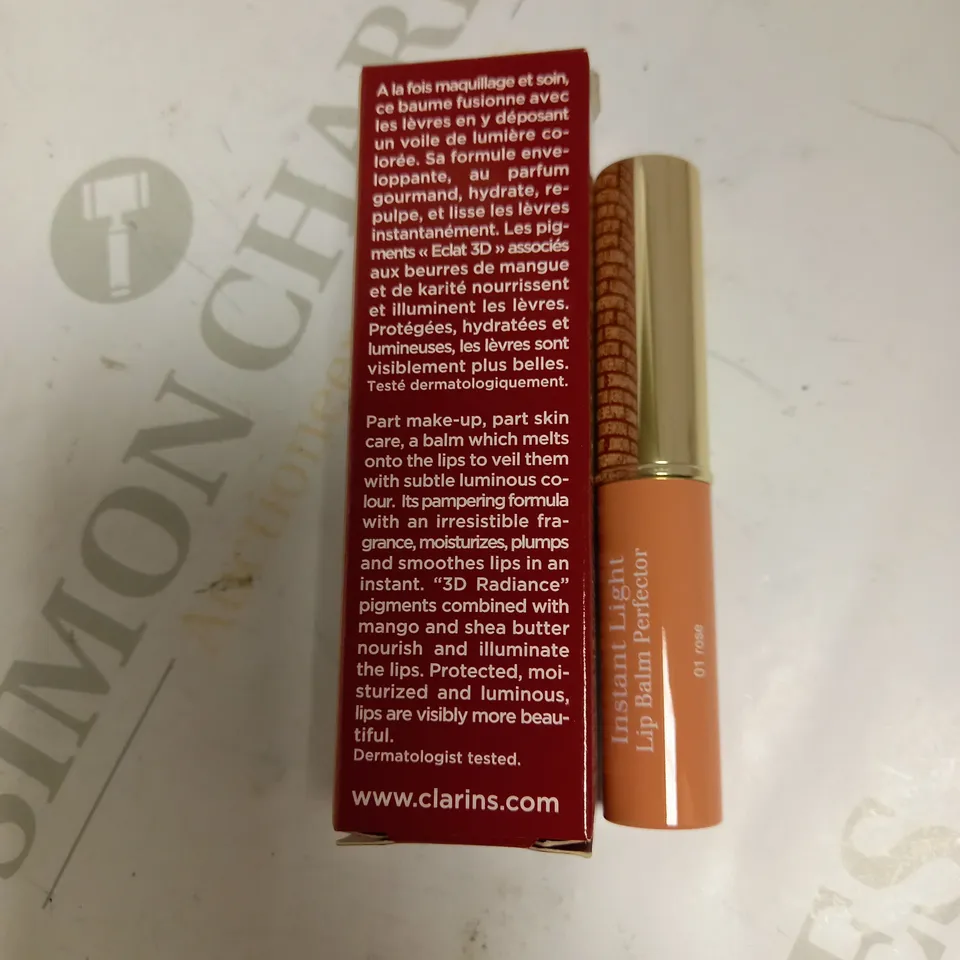 A la fois maquillage et soin,
ce baume fusionne avec
les lèvres en y déposant
un voile de lumière co-
lorée. Sa formule enve-
loppante, au parfum
gourmand, hydrate, re-
pulpe, et lisse les lèvres
instantanément. Les pig-
ments « Eclat 3D » associés
aux beurres de mangue
et de karité nourrissent
et illuminent les lèvres.
Protégées, hydratées et
lumineuses, les lèvres sont
visiblement plus belles.
Testé dermatologiquement.
Part make-up, part skin
care, a balm which melts
onto the lips to veil them
with subtle luminous co-
lour. Its pampering formula
with an irresistible fra-
grance, moisturizes, plumps
and smoothes lips in an
instant. “3D Radiance”
pigments combined with
mango and shea butter
nourish and illuminate
the lips. Protected, moi-
sturized and luminous,
lips are visibly more beau-
tiful.
Dermatologist tested.
www.clarins.com
Instant Light
Lip Balm Perfector
01 rose
SIMON CHAR
Auctionee